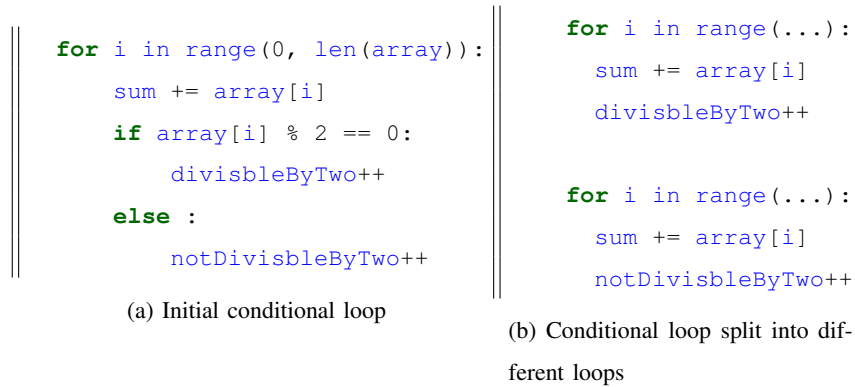 for i in range(0, len(array)):
sum += array[i]
if array[i] % 2 == 0:
divisbleByTwo++
else :
notDivisbleByTwo++
(a) Initial conditional loop
for i in range(...):
sum += array[i]
divisbleByTwo++
for i in range(...):
sum += array[i]
notDivisbleByTwo++
(b) Conditional loop split into dif-
ferent loops